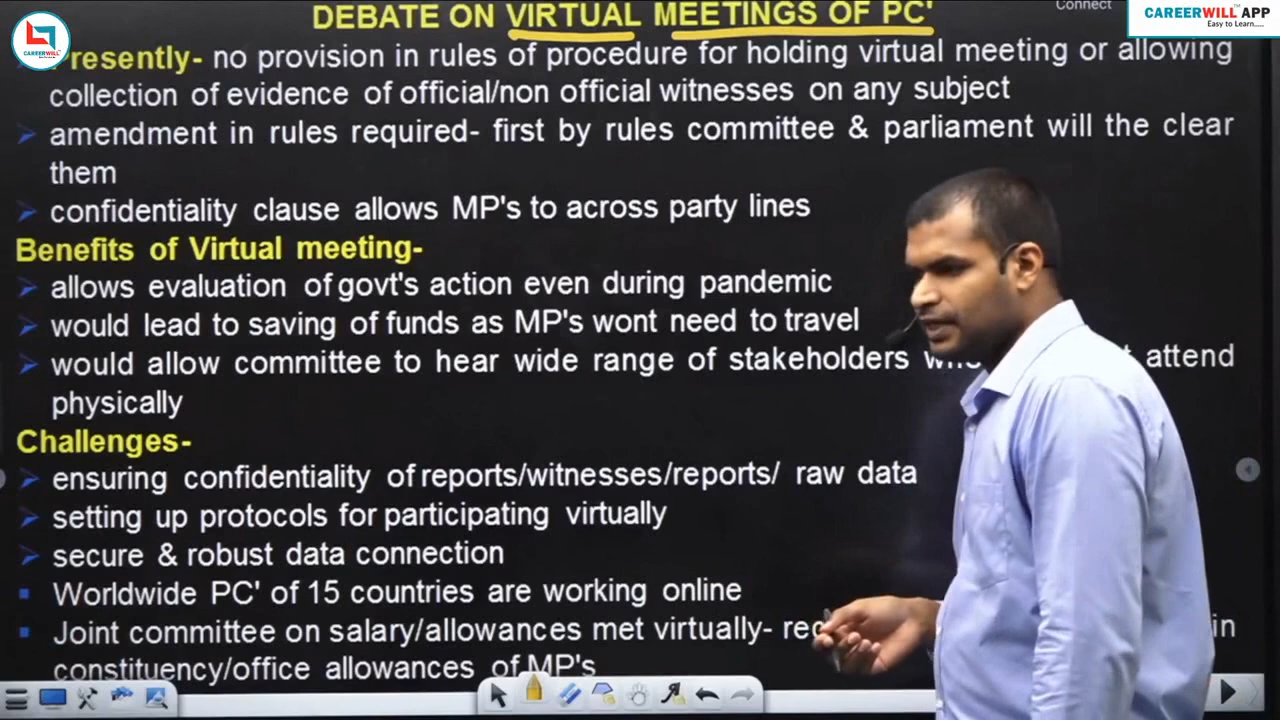 Connect
CAREERWILL APP
Easy to Learn.....
CAREERWILL
DEBATE ON VIRTUAL MEETINGS OF PC'
Presently- no provision in rules of procedure for holding virtual meeting or allowing
collection of evidence of official/non official witnesses on any subject
amendment in rules required- first by rules committee & parliament will the clear
them
confidentiality clause allows MP's to across party lines
Benefits of Virtual meeting-
allows evaluation of govt's action even during pandemic
would lead to saving of funds as MP's wont need to travel
would allow committee to hear wide range of stakeholders attend
physically
Challenges-
ensuring confidentiality of reports/witnesses/reports/ raw data
setting up protocols for participating virtually
secure & robust data connection
Worldwide PC' of 15 countries are working online
Joint committee on salary/allowances met virtually- in
constituency/office allowances of MP's